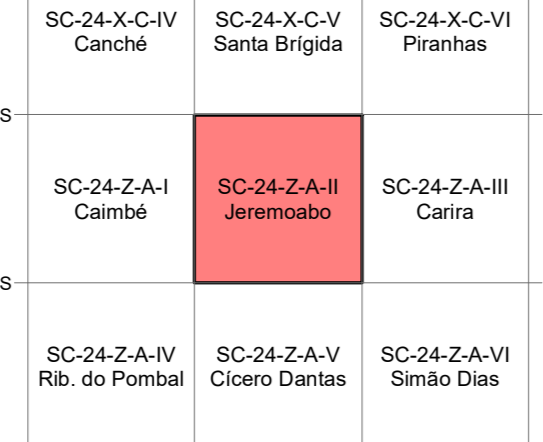 SC-24-X-C-IV
Canché
SC-24-X-C-V
Santa Brígida
SC-24-X-C-VI
Piranhas
S
SC-24-Z-A-I
Caimbé
SC-24-Z-A-II
Jeremoabo
SC-24-Z-A-III
Carira
S
SC-24-Z-A-IV
Rib. do Pombal
SC-24-Z-A-V
Cícero Dantas
SC-24-Z-A-VI
Simão Dias